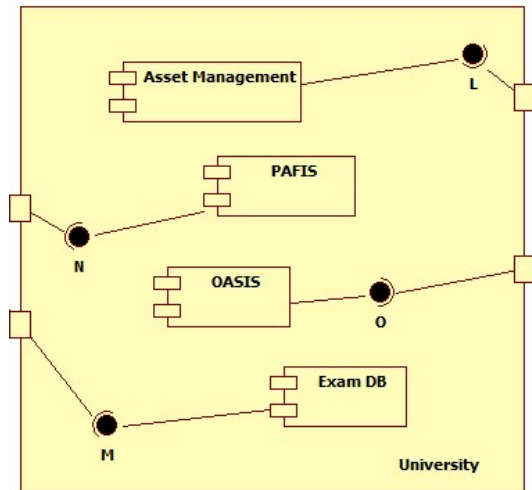 Asset Management
L
PAFIS
N
OASIS
O
Exam DB
M
University